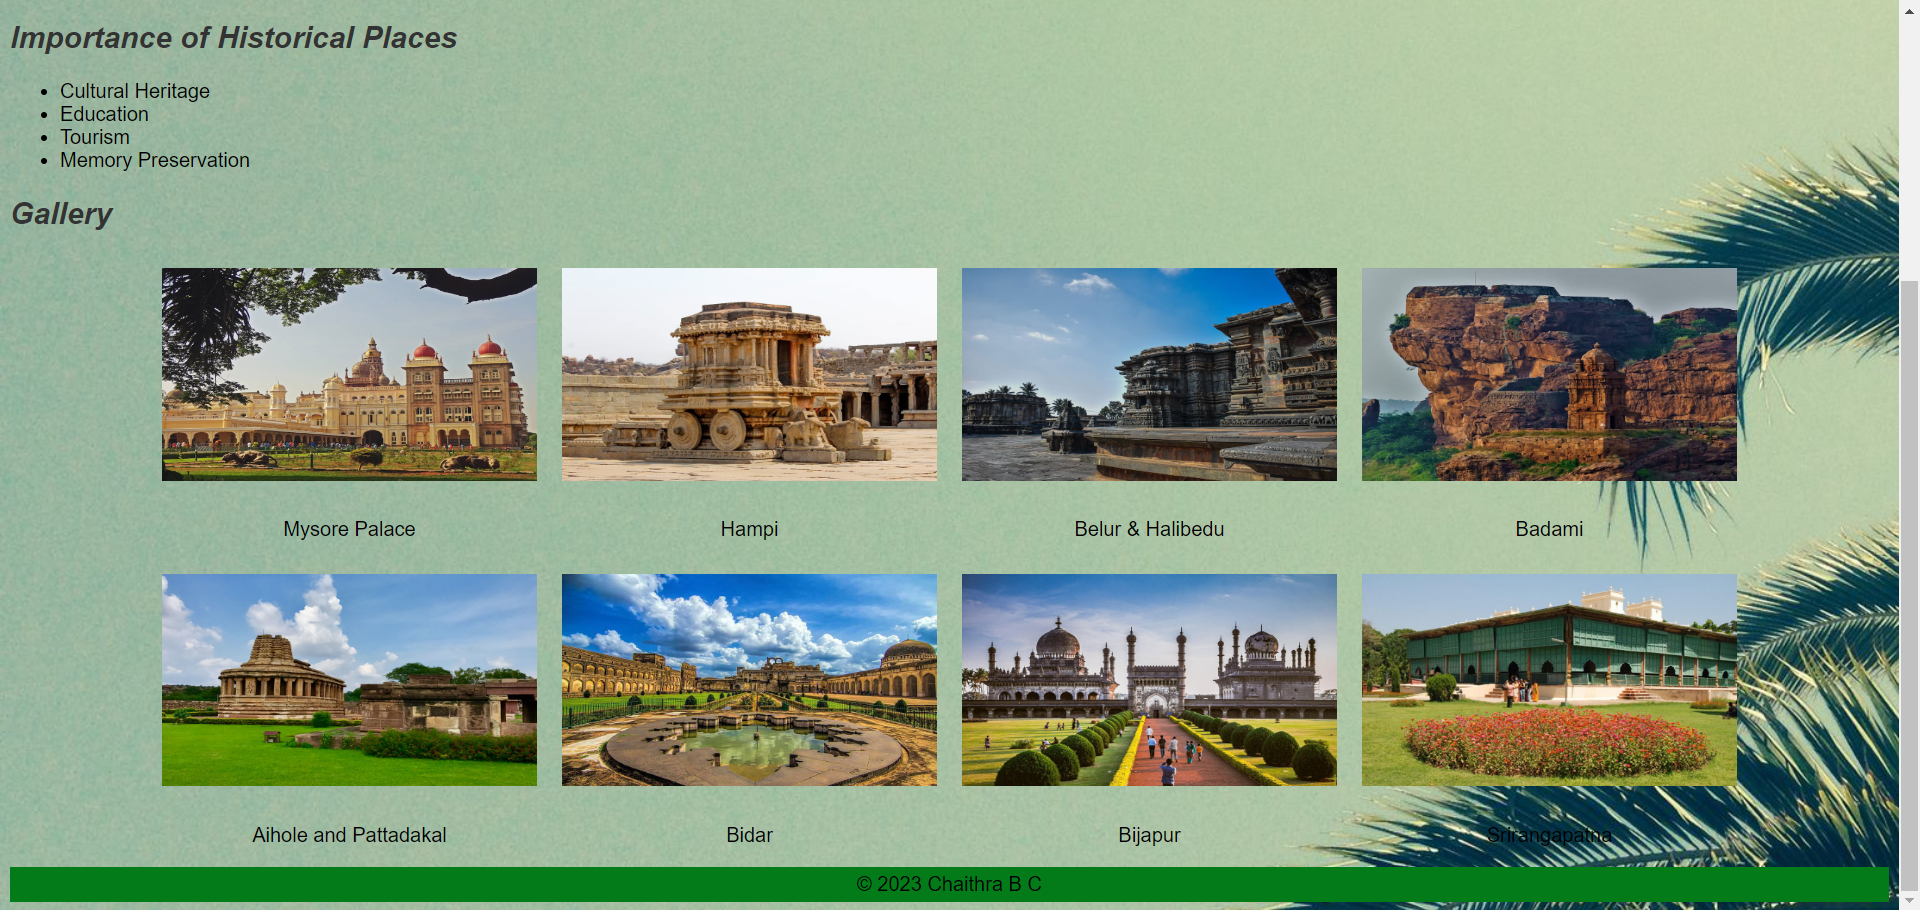 Importance of Historical Places
Cultural Heritage
Education
Tourism
Memory Preservation
Gallery
Mysore Palace
Hampi
Belur & Halibedu
Badami
Aihole and Pattadakal
Bidar
Bijapur
Srirangapatna
© 2023 Chaithra B C